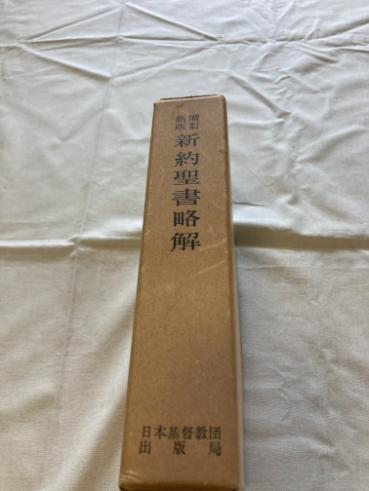 増訂
新版
新約聖書略解
日本基督教団
出版局